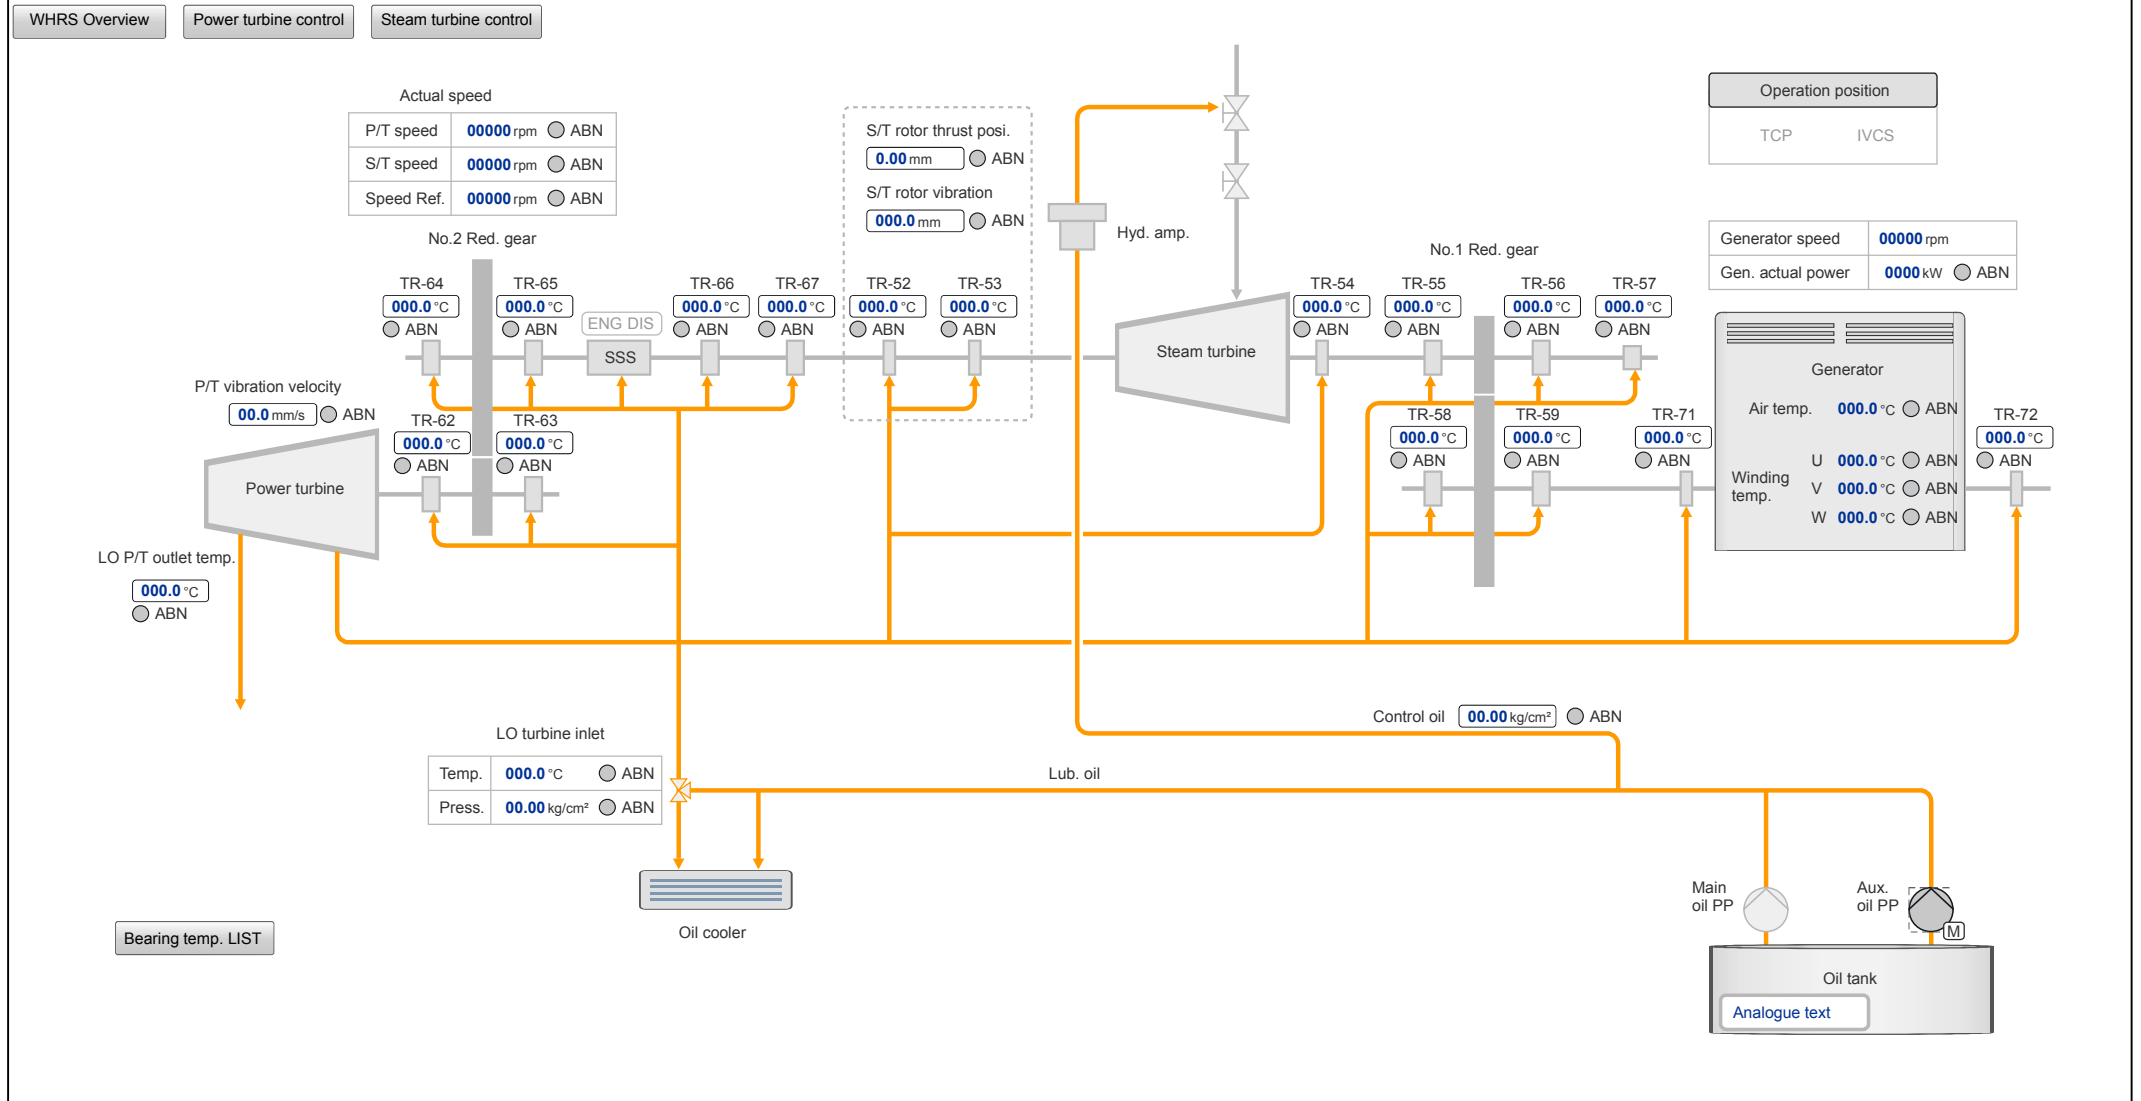 WHRS Overview
Power turbine control
Steam turbine control
Actual speed
P/T speed 00000 rpm ABN
S/T speed 00000 rpm ABN
Speed Ref. 00000 rpm ABN
S/T rotor thrust posi.
0.00 mm ABN
S/T rotor vibration
000.0 mm ABN
Operation position
TCP IVCS
Generator speed 00000 rpm
Gen. actual power 0000 kW ABN
Hyd. amp.
No.2 Red. gear
No.1 Red. gear
TR-64
000.0 °C
ABN
TR-65
000.0 °C
ABN
ENG DIS
SSS
TR-66
000.0 °C
ABN
TR-67
000.0 °C
ABN
TR-52
000.0 °C
ABN
TR-53
000.0 °C
ABN
Steam turbine
TR-54
000.0 °C
ABN
TR-55
000.0 °C
ABN
TR-56
000.0 °C
ABN
TR-57
000.0 °C
ABN
Generator
Air temp. 000.0 °C ABN
Winding
temp.
U 000.0 °C ABN
V 000.0 °C ABN
W 000.0 °C ABN
P/T vibration velocity
00.0 mm/s ABN
Power turbine
TR-62
000.0 °C
ABN
TR-63
000.0 °C
ABN
TR-58
000.0 °C
ABN
TR-59
000.0 °C
ABN
TR-71
000.0 °C
ABN
TR-72
000.0 °C
ABN
LO P/T outlet temp.
000.0 °C
ABN
Control oil 00.00 kg/cm² ABN
LO turbine inlet
Temp. 000.0 °C ABN
Press. 00.00 kg/cm² ABN
Lub. oil
Oil cooler
Main
oil PP
Aux.
oil PP
M
Bearing temp. LIST
Oil tank
Analogue text